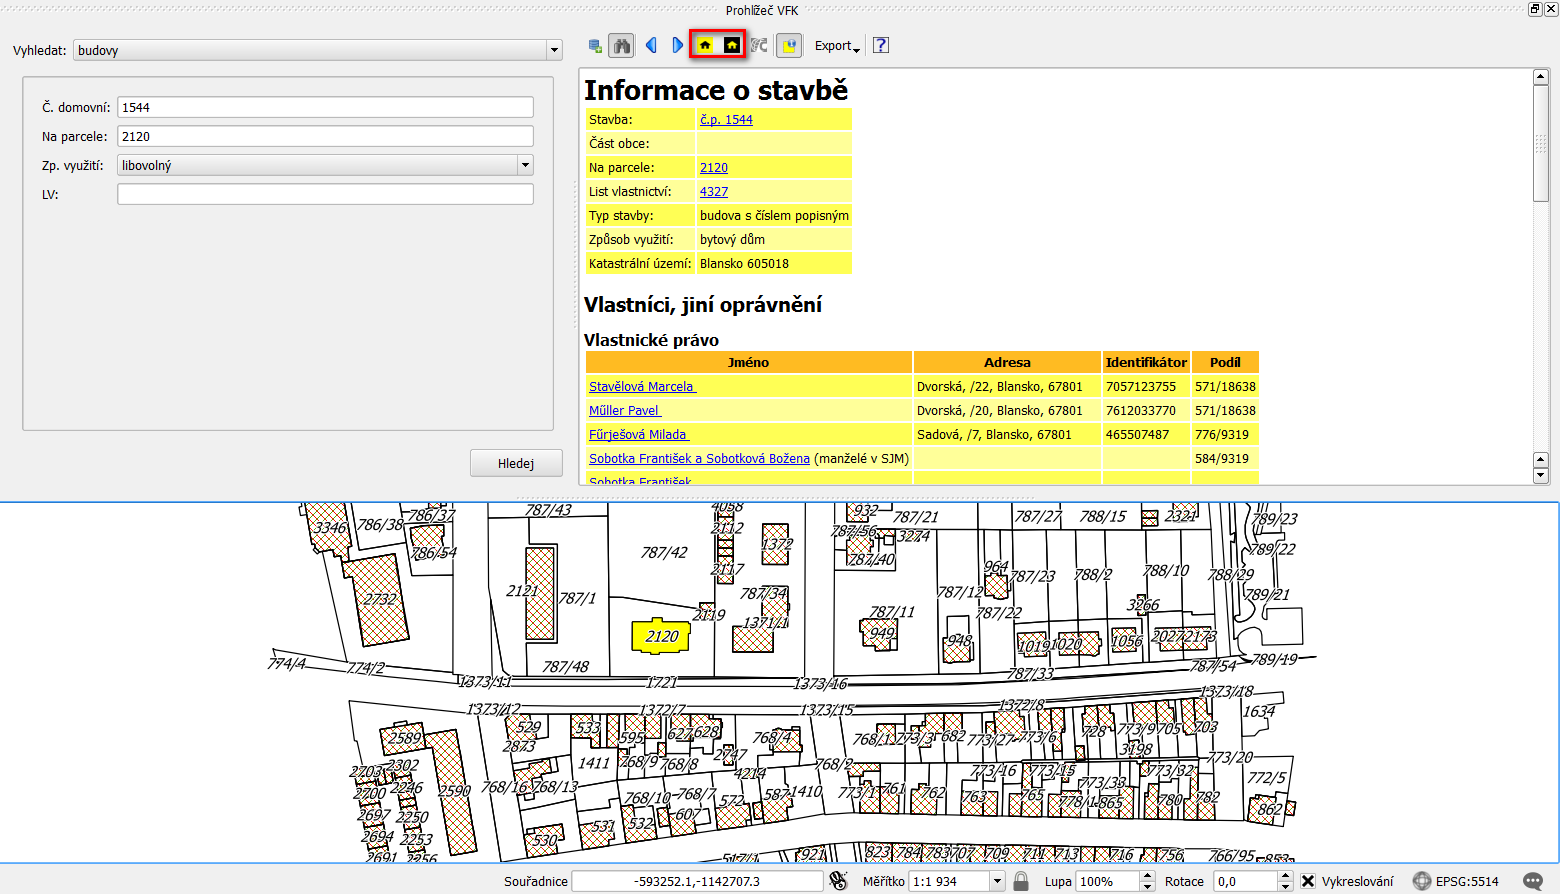 Prohlížeč VFK
Vyhledat: budovy
Export
Č. domovní: 1544
Na parcele: 2120
Zp. využití: libovolný
LV:
Hledej
Informace o stavbě
Stavba: č.p. 1544
Část obce:
Na parcele: 2120
List vlastnictví: 4327
Typ stavby: budova s číslem popisným
Způsob využití: bytový dům
Katastrální území: Blansko 605018
Vlastníci, jiní oprávnění
Vlastnické právo
Jméno Adresa Identifikátor Podíl
Stavělová Marcela Dvorská, /22, Blansko, 67801 7057123755 571/18638
Műller Pavel Dvorská, /20, Blansko, 67801 7612033770 571/18638
Fűrješová Milada Sadová, /7, Blansko, 67801 465507487 776/9319
Sobotka František a Sobotková Božena (manželé v SJM) 584/9319
Sobotka František
787/43 4058 932 787/21 787/27 788/15 2321 789/23
3346 786/38 786/37 2112 787/56 3274
786/54 787/42 1372 787/40 789/22
2117 964 787/23 788/2 788/10 788/29
2732 2121 787/1 787/34 787/12 789/21
2119 787/11 787/22 3266
2120 1371/1 949 948 1019 1020 1056 2027 2173
774/4 774/2 787/48 787/33 787/54 789/19
1373/11 1721 1373/16
1373/12 1372/7 1373/15 1372/8 1373/18
529 533 595 627 628 1634
2589 2873 768/4 768/1 773/3 682 773/27 773/6 728 773/9 705 703
1411 768/9 768/8 2747 3198
2703 2302 4214 768/2 773/16 773/15 773/32 773/20
2700 2246 2590 768/16 768/13 773/1 761 773/33 772/5
2697 2250 768/10 768/7 572 587 1410 762 763 765 778/1 865 780 782 862
2694 2253 530 531 532 607
2691 2256 517/1 921 823 784 783 707 709 711 713 716 756 766/95 853
Souřadnice -593252.1,-1142707.3 Měřítko 1:1 934 Lupa 100% Rotace 0,0 Vykreslování EPSG:5514